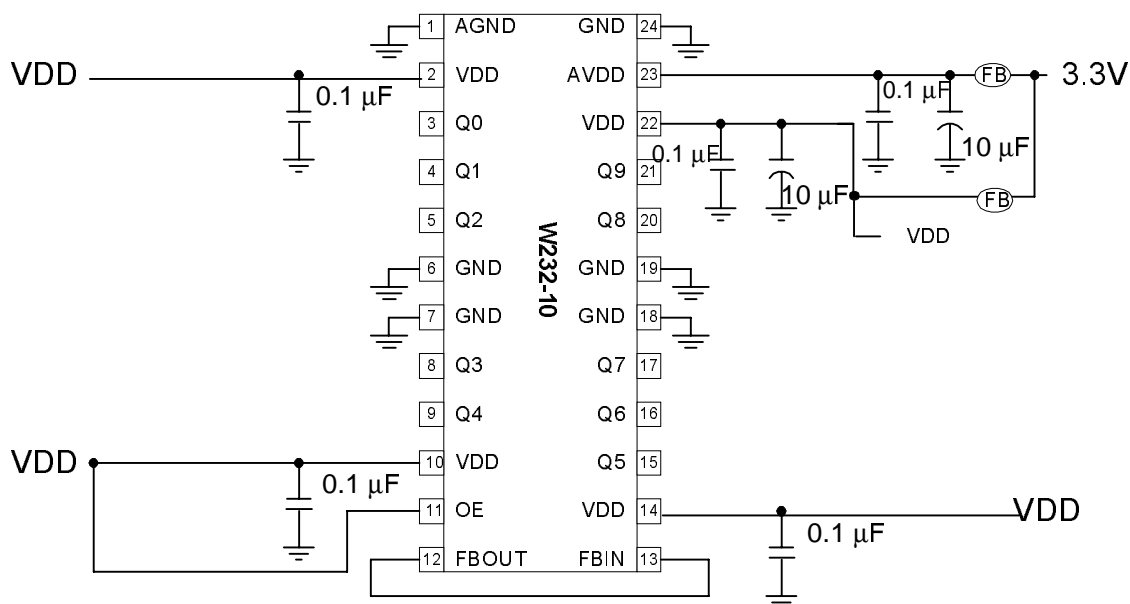 1 AGND GND 24
VDD 2 VDD AVDD 23 FB 3.3V
0.1 μF 0.1 μF
3 Q0 VDD 22
10 μF
0.1 μF
4 Q1 Q9 21
10 μF FB
5 Q2 Q8 20
VDD
W232-10
6 GND GND 19
7 GND GND 18
8 Q3 Q7 17
9 Q4 Q6 16
VDD 10 VDD Q5 15
0.1 μF
11 OE VDD 14 VDD
0.1 μF
12 FBOUT FBIN 13